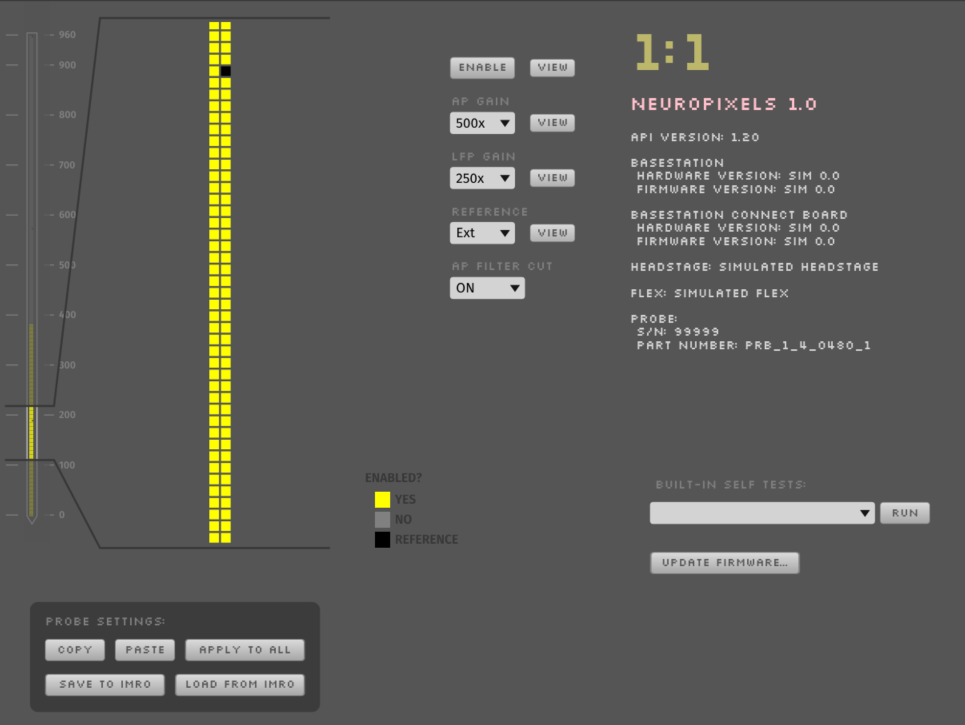 960
900
800
700
600
500
400
300
200
100
0
ENABLE VIEW
AP GAIN
500x VIEW
LFP GAIN
250x VIEW
REFERENCE
Ext VIEW
AP FILTER CUT
ON
ENABLED?
YES
NO
REFERENCE
1:1
NEUROPIXELS 1.0
API VERSION: 1.20
BASESTATION
HARDWARE VERSION: SIM 0.0
FIRMWARE VERSION: SIM 0.0
BASESTATION CONNECT BOARD
HARDWARE VERSION: SIM 0.0
FIRMWARE VERSION: SIM 0.0
HEADSTAGE: SIMULATED HEADSTAGE
FLEX: SIMULATED FLEX
PROBE:
S/N: 99999
PART NUMBER: PRB_1_4_0480_1
BUILT-IN SELF TESTS:
RUN
UPDATE FIRMWARE...
PROBE SETTINGS:
COPY PASTE APPLY TO ALL
SAVE TO IMRO LOAD FROM IMRO